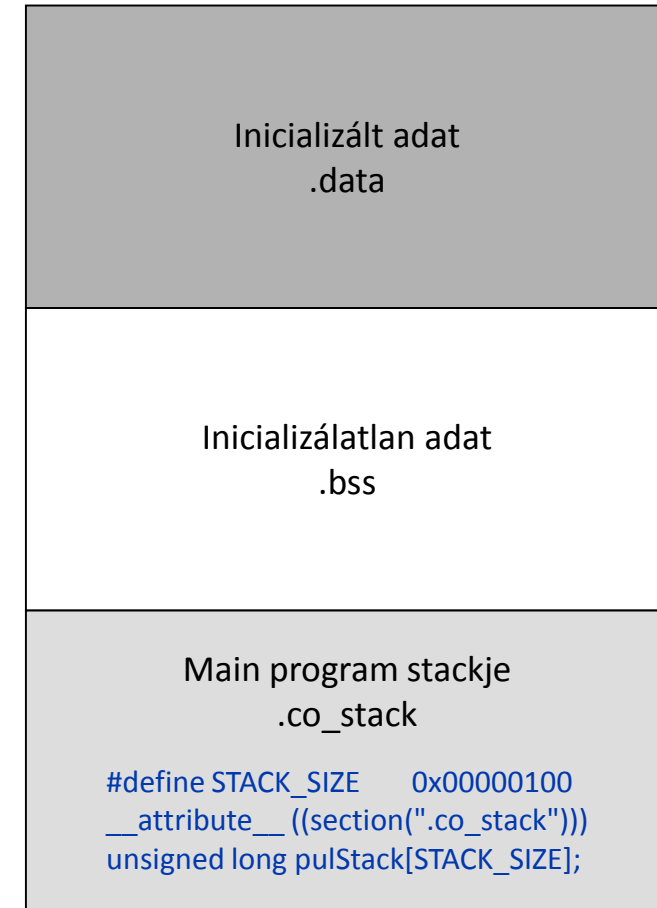 Inicializált adat
.data
Inicializálatlan adat
.bss
Main program stackje
.co_stack
#define STACK_SIZE 0x00000100
__attribute__ ((section(".co_stack")))
unsigned long pulStack[STACK_SIZE];